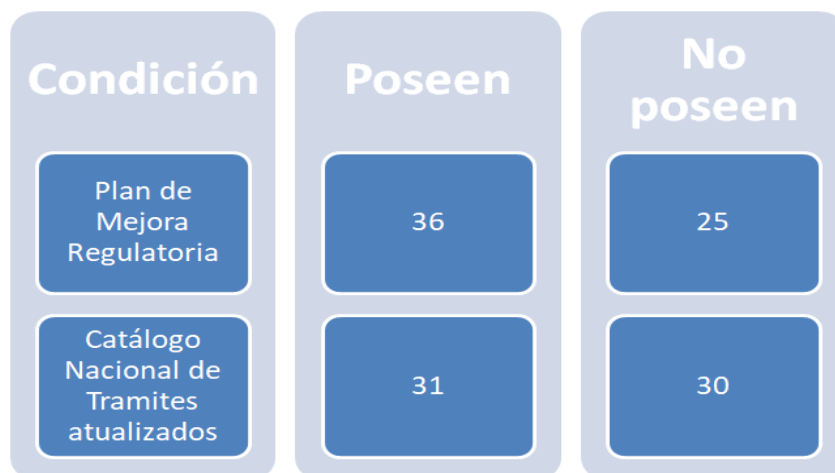 Condición
Poseen
No
poseen
Plan de
Mejora
Regulatoria
36
25
Catálogo
Nacional de
Tramites
atualizados
31
30